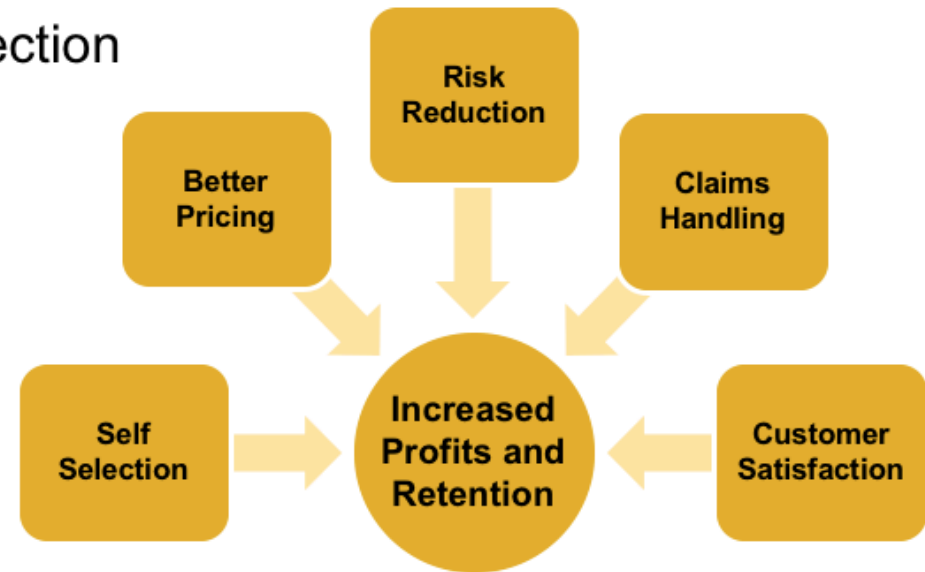 ection
Risk
Reduction
Better
Pricing
Claims
Handling
Self
Selection
Increased
Profits and
Retention
Customer
Satisfaction